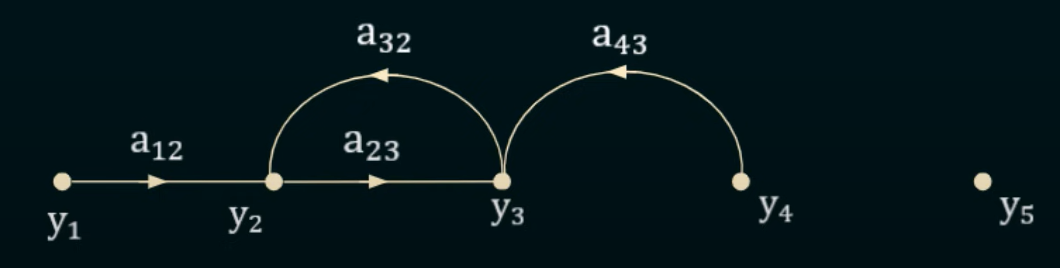 a₃₂
a₄₃
a₁₂
a₂₃
y₁
y₂
y₃
y₄
y₅